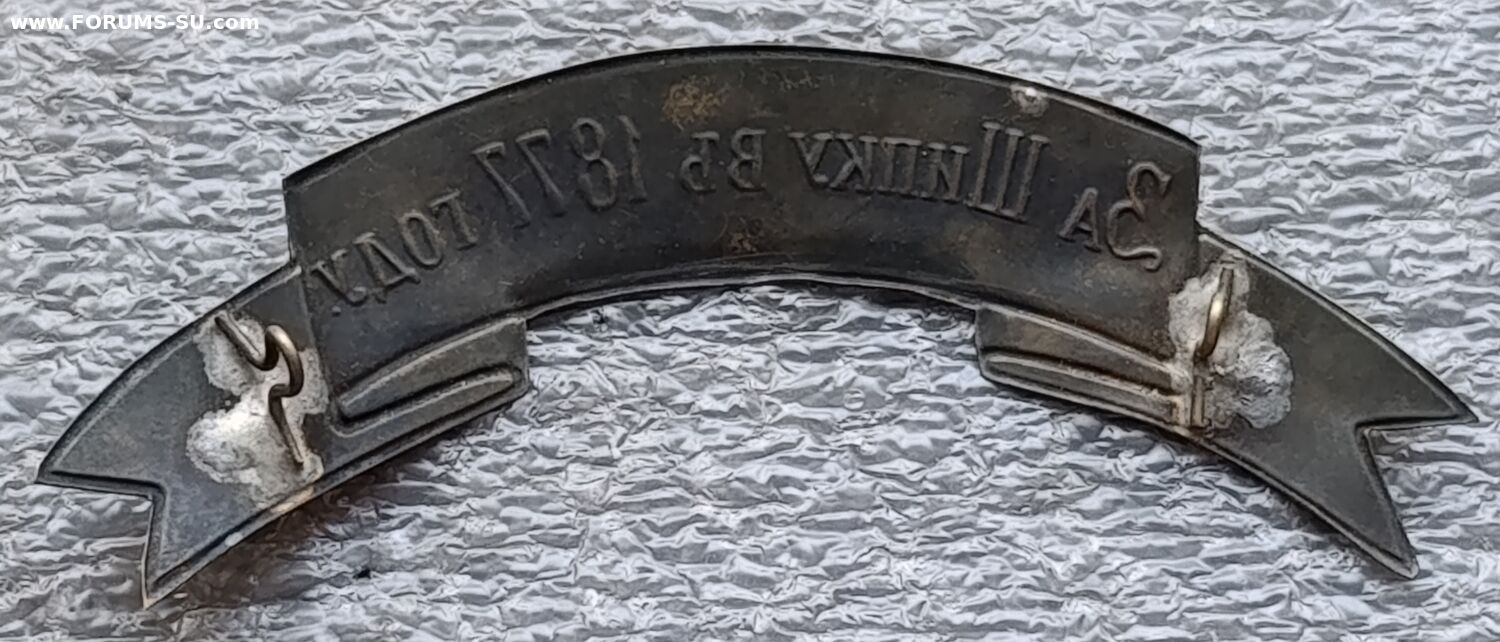 www.FORUMS-SU.com
За Шипку въ 1877 году.